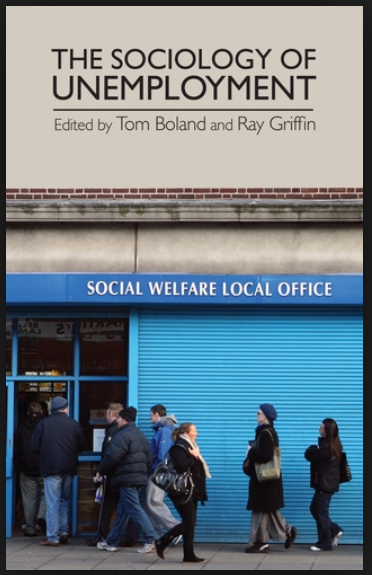 THE SOCIOLOGY OF
UNEMPLOYMENT
Edited by Tom Boland and Ray Griffin
SOCIAL WELFARE LOCAL OFFICE